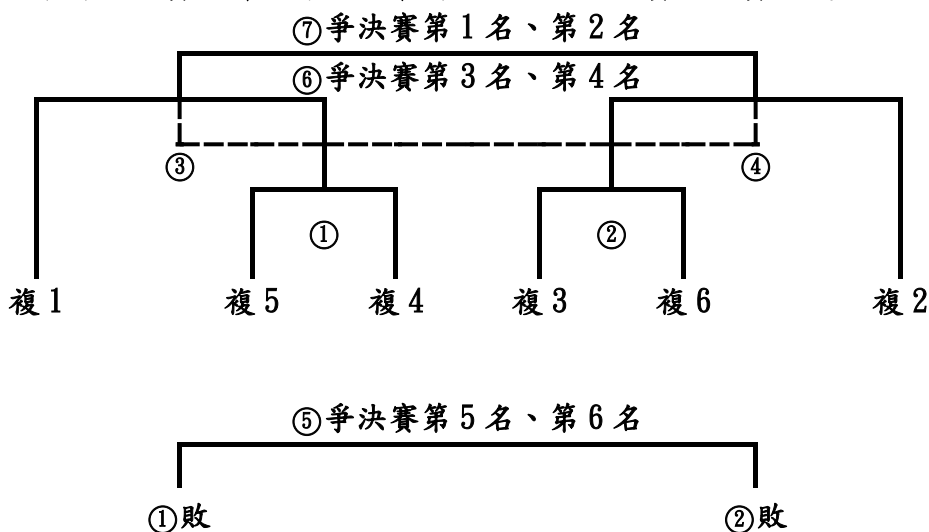 ⑦爭決賽第1名、第2名
⑥爭決賽第3名、第4名
③ ④
① ②
複1 複5 複4 複3 複6 複2
⑤爭決賽第5名、第6名
①敗 ②敗